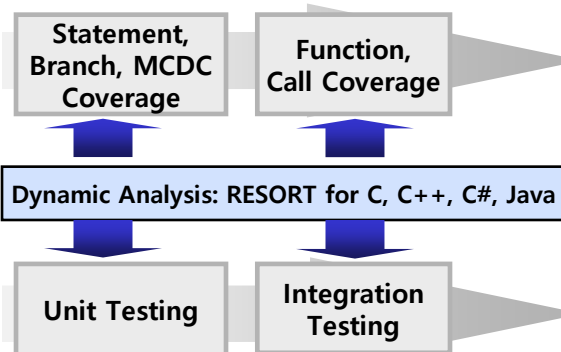 Statement,
Branch, MCDC
Coverage
Function,
Call Coverage
Dynamic Analysis: RESORT for C, C++, C#, Java
Unit Testing
Integration
Testing